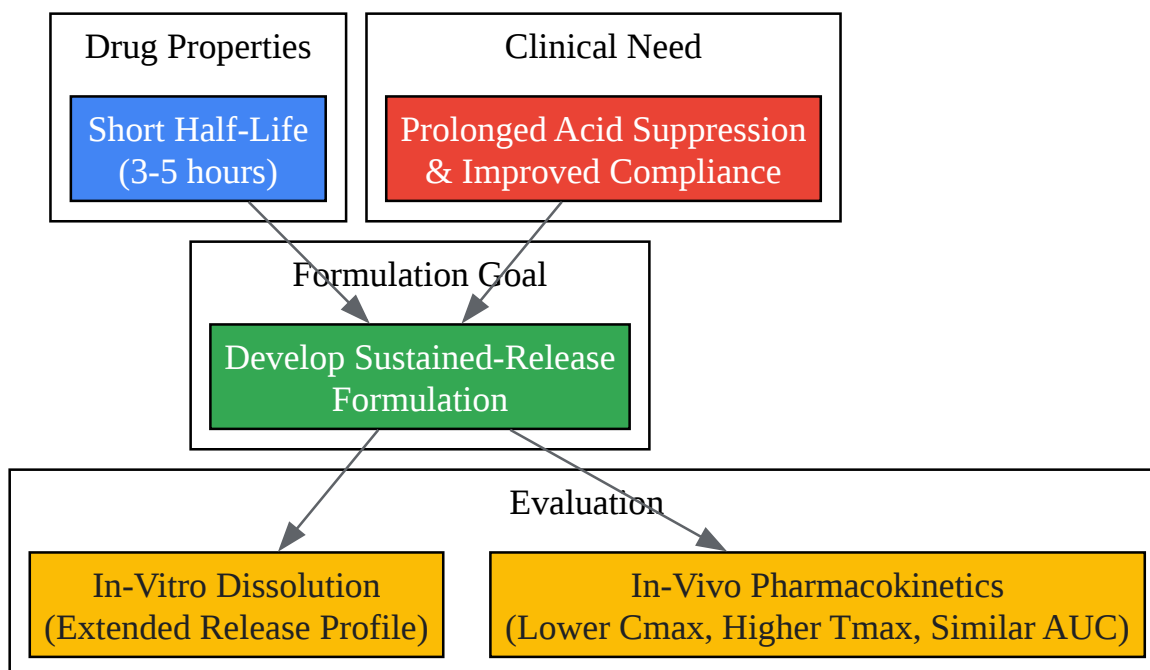 Drug Properties
Clinical Need
Short Half-Life
(3-5 hours)
Prolonged Acid Suppression
& Improved Compliance
Formulation Goal
Develop Sustained-Release
Formulation
Evaluation
In-Vitro Dissolution
(Extended Release Profile)
In-Vivo Pharmacokinetics
(Lower Cmax, Higher Tmax, Similar AUC)